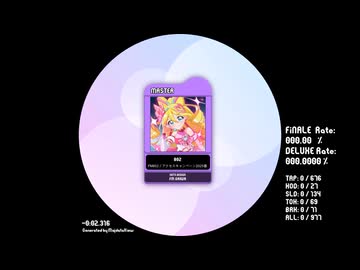 MASTER
BOZ
FiNALE Rate:
000.00 %
DELUXE Rate:
000.0000 %
TAP: 0 / 676
HOD: 0 / 27
SLD: 0 / 134
TOH: 0 / 69
BRK: 0 / 71
ALL: 0 / 977
-0:02.316
Generated by MajdataView